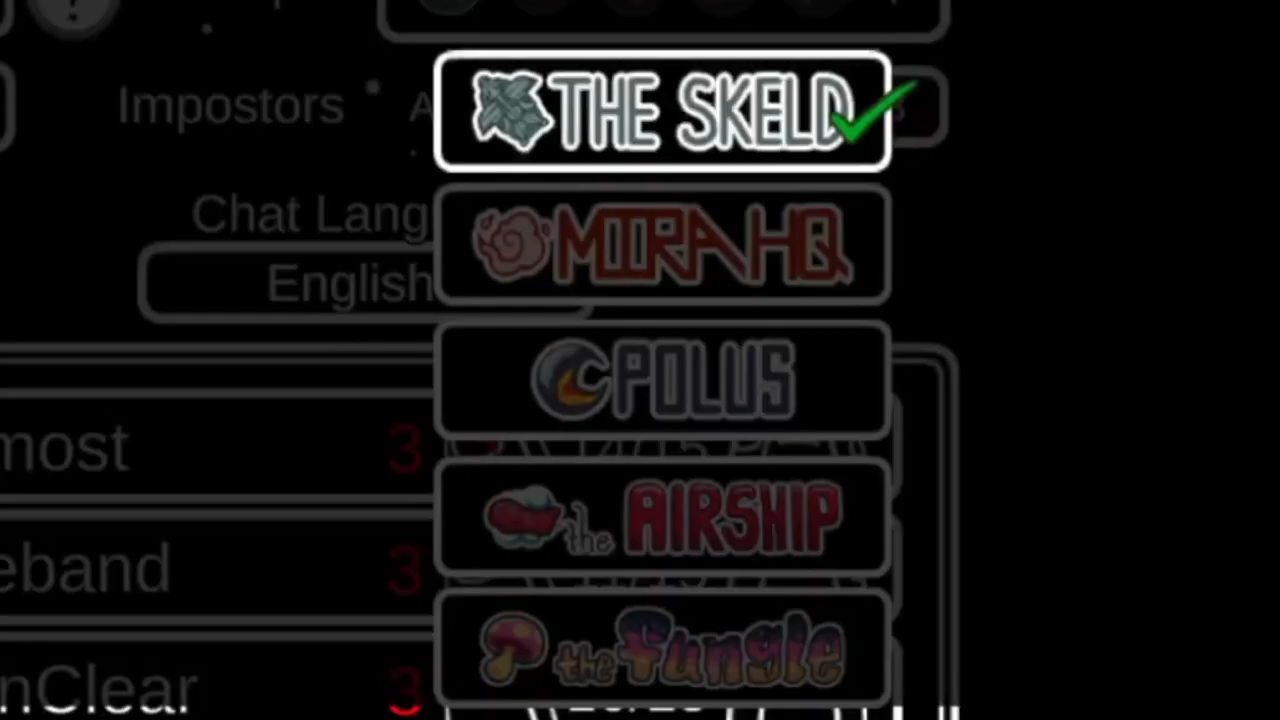 THE SKELD
Impostors
MIRA HQ
Chat Lang
English
POLUS
most 3
the AIRSHIP
eband 3
the Fungle
nClear 3